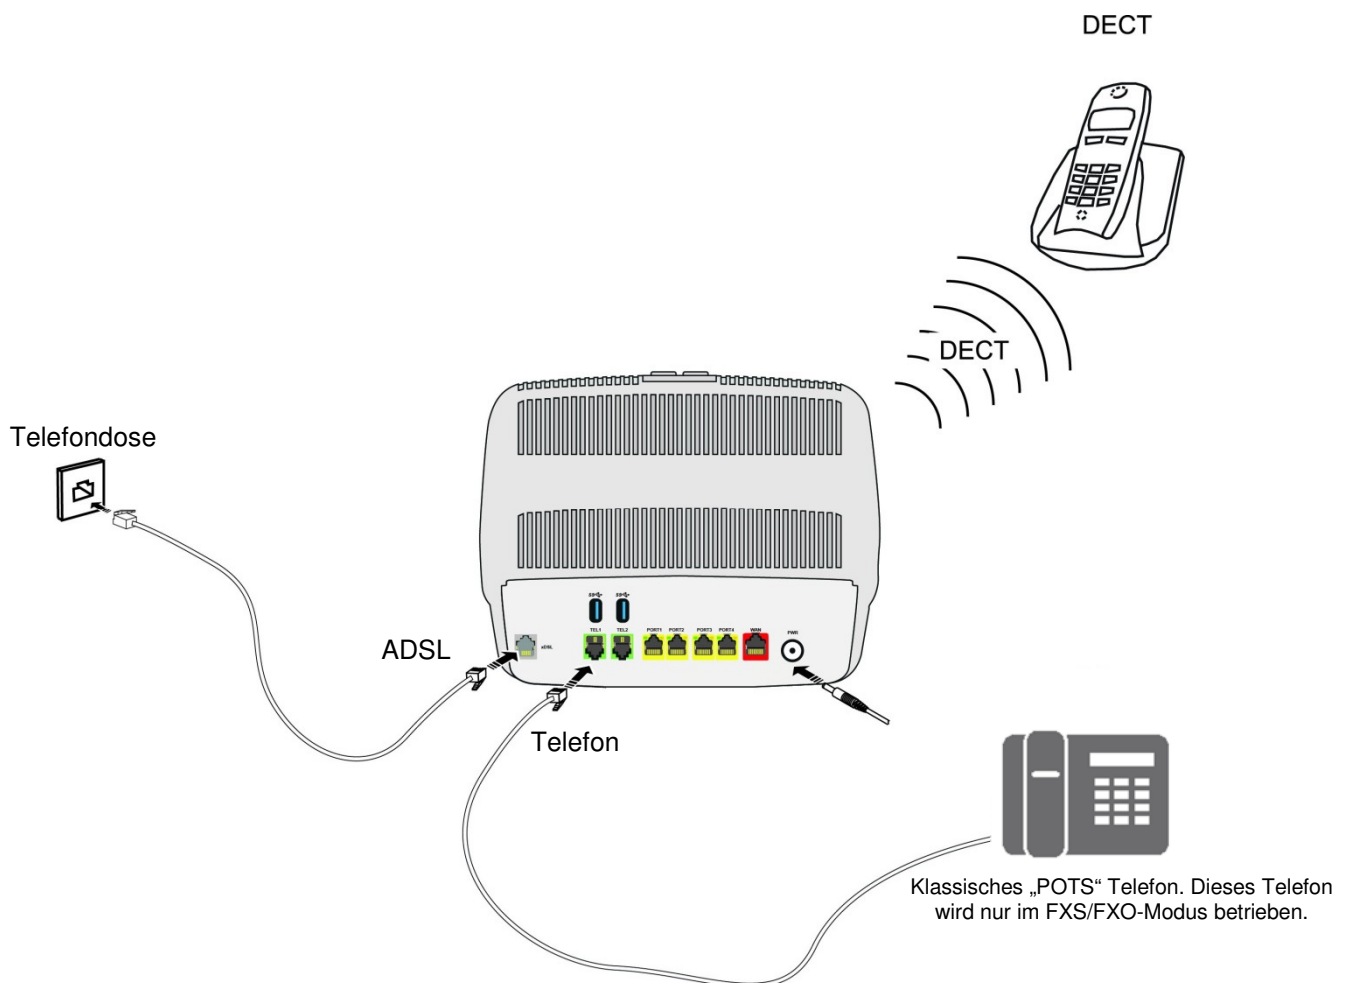 DECT
DECT
Telefondose
TEL1 TEL2 PORT1 PORT2 PORT3 PORT4 WAN PWR
xDSL
ADSL
Telefon
Klassisches „POTS“ Telefon. Dieses Telefon
wird nur im FXS/FXO-Modus betrieben.